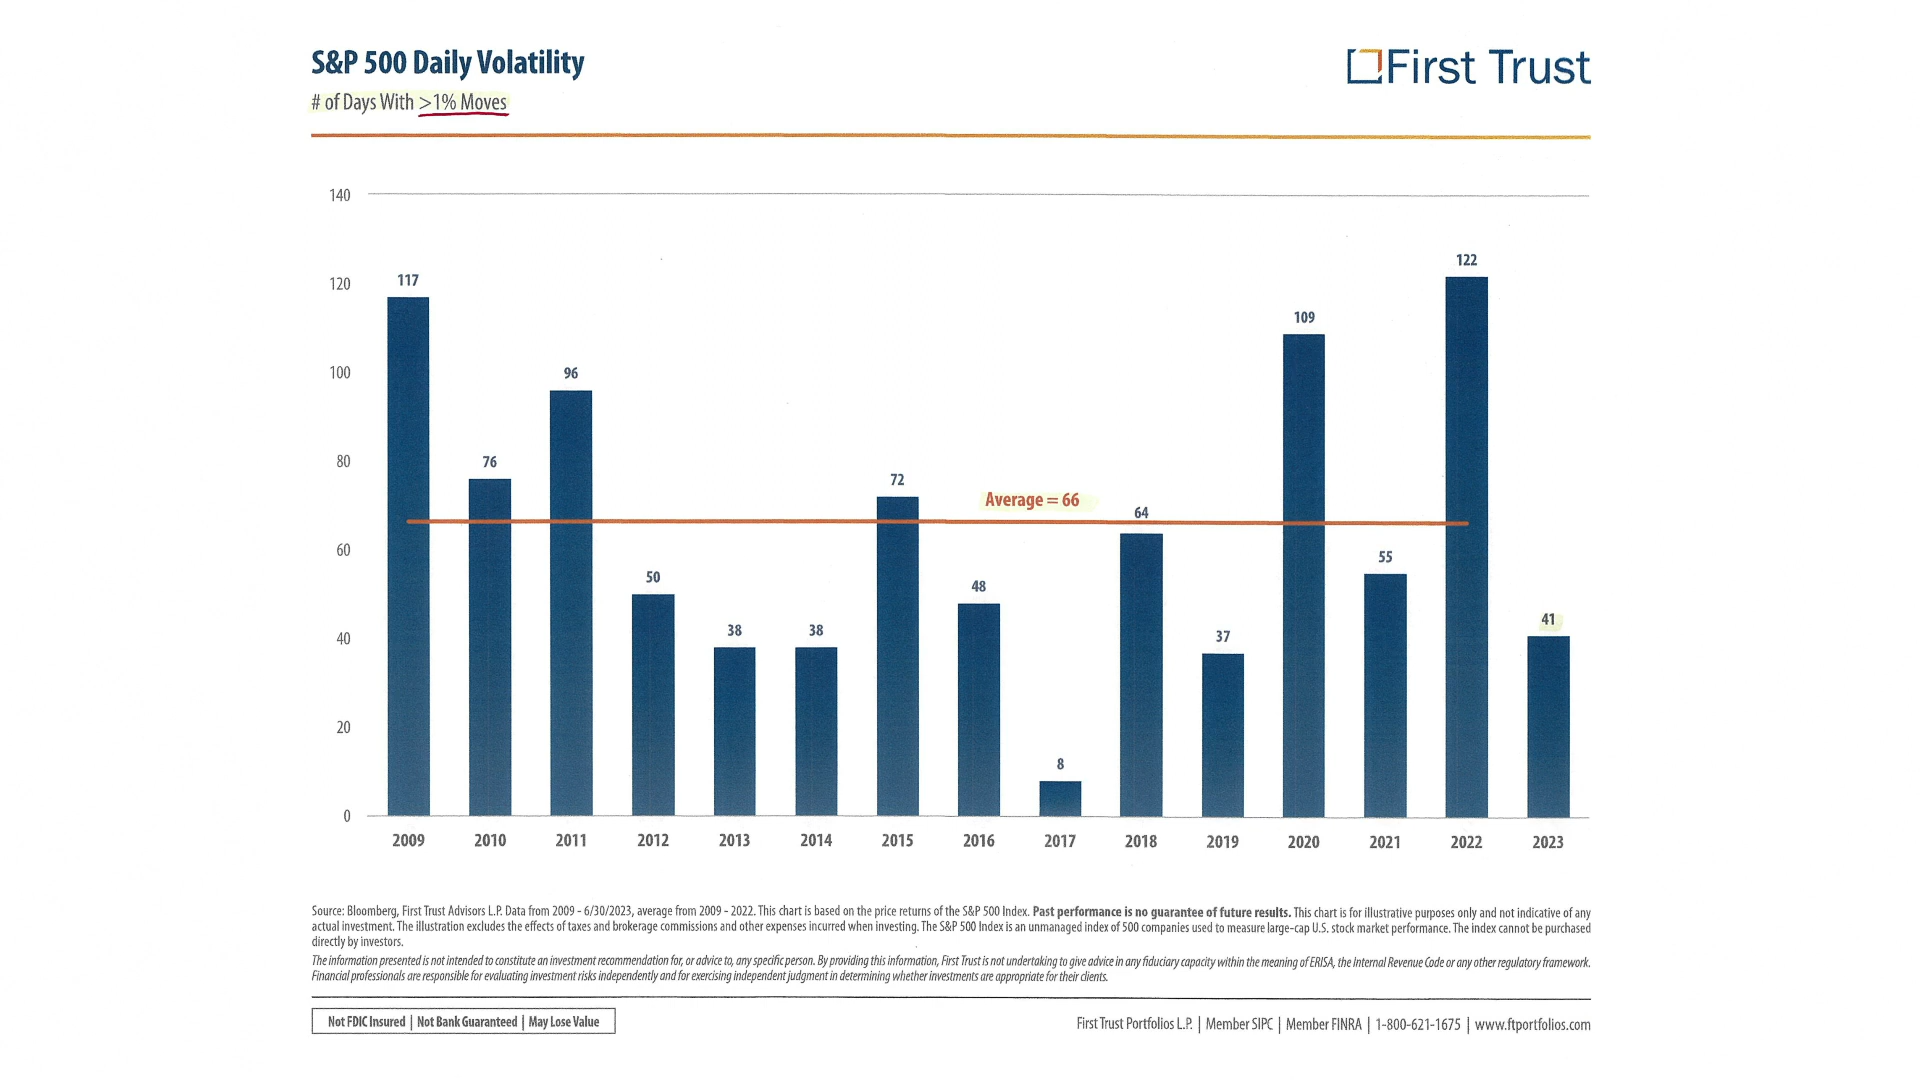 S&P 500 Daily Volatility
First Trust
# of Days With >1% Moves
140
120
100
80
60
40
20
0
117
76
96
50
38
38
72
48
8
64
37
109
55
122
41
Average = 66
2009 2010 2011 2012 2013 2014 2015 2016 2017 2018 2019 2020 2021 2022 2023
Source: Bloomberg, First Trust Advisors L.P. Data from 2009 - 6/30/2023, average from 2009 - 2022. This chart is based on the price returns of the S&P 500 Index. Past performance is no guarantee of future results. This chart is for illustrative purposes only and not indicative of any
actual investment. The illustration excludes the effects of taxes and brokerage commissions and other expenses incurred when investing. The S&P 500 Index is an unmanaged index of 500 companies used to measure large-cap U.S. stock market performance. The index cannot be purchased
directly by investors.
The information presented is not intended to constitute an investment recommendation for, or advice to, any specific person. By providing this information, First Trust is not undertaking to give advice in any fiduciary capacity within the meaning of ERISA, the Internal Revenue Code or any other regulatory framework.
Financial professionals are responsible for evaluating investment risks independently and for exercising independent judgment in determining whether investments are appropriate for their clients.
Not FDIC Insured | Not Bank Guaranteed | May Lose Value
First Trust Portfolios L.P. | Member SIPC | Member FINRA | 1-800-621-1675 | www.ftportfolios.com